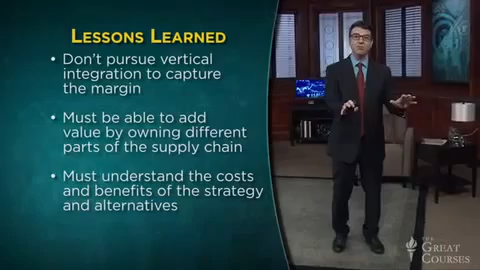 LESSONS LEARNED
• Don't pursue vertical
integration to capture
the margin
• Must be able to add
value by owning different
parts of the supply chain
• Must understand the costs
and benefits of the strategy
and alternatives
THE
GREAT
COURSES